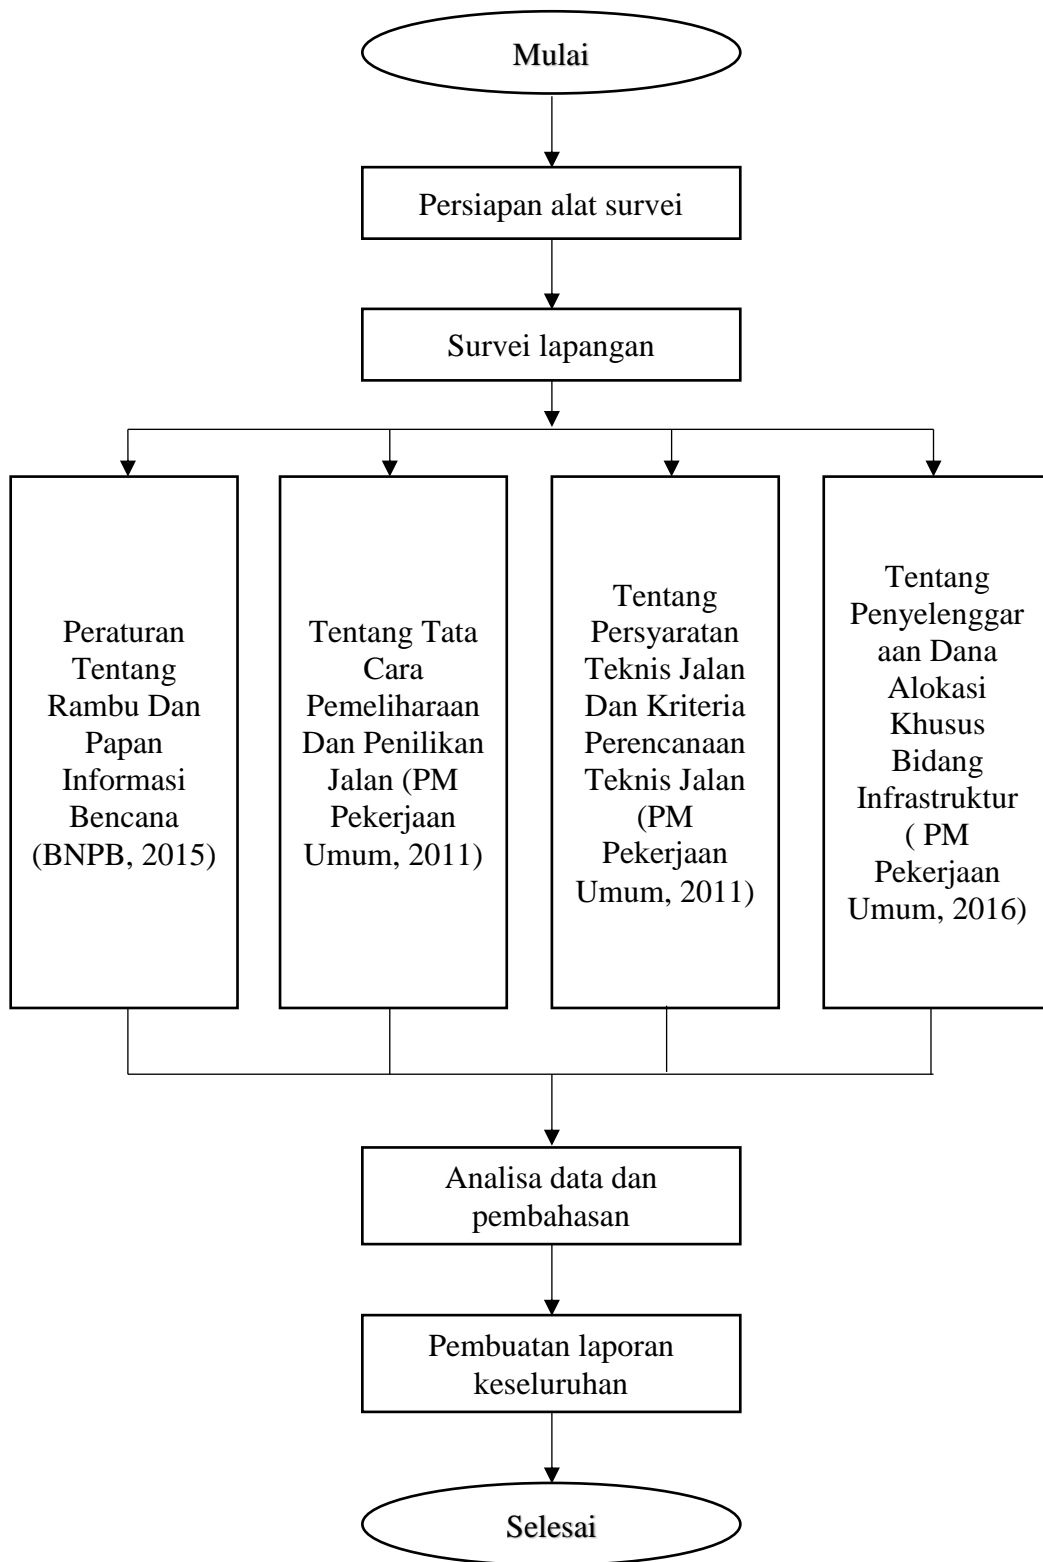 Mulai
Persiapan alat survei
Survei lapangan
Peraturan
Tentang
Rambu Dan
Papan
Informasi
Bencana
(BNPB, 2015)
Tentang Tata
Cara
Pemeliharaan
Dan Penilikan
Jalan (PM
Pekerjaan
Umum, 2011)
Tentang
Persyaratan
Teknis Jalan
Dan Kriteria
Perencanaan
Teknis Jalan
(PM
Pekerjaan
Umum, 2011)
Tentang
Penyelenggar
aan Dana
Alokasi
Khusus
Bidang
Infrastruktur
( PM
Pekerjaan
Umum, 2016)
Analisa data dan
pembahasan
Pembuatan laporan
keseluruhan
Selesai